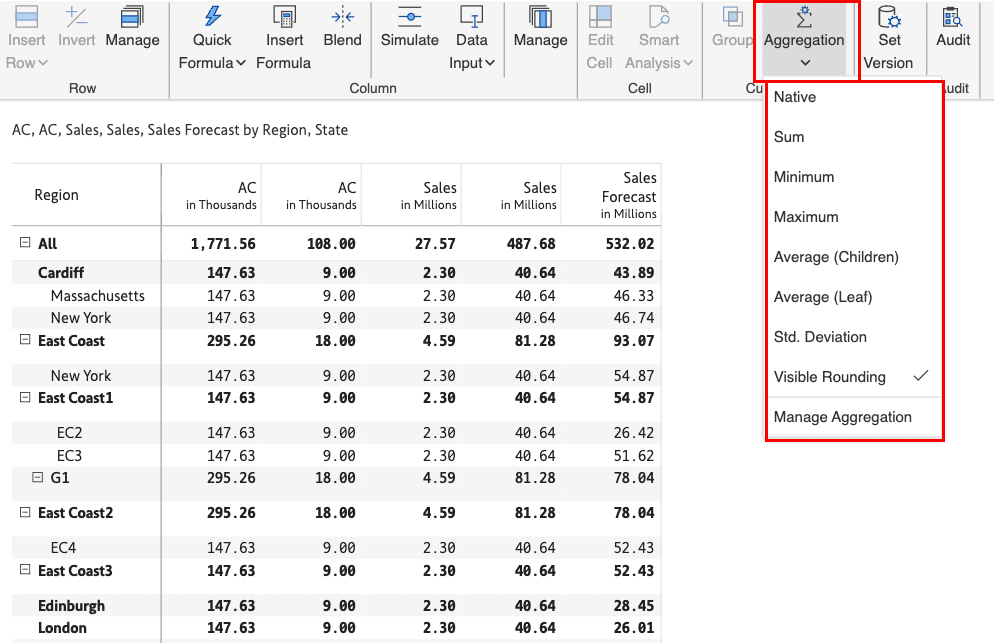 Insert Invert Manage Quick Insert Blend Simulate Data Manage Edit Smart Group Aggregation Set Audit
Row Formula Formula Input Cell Analysis Version
Row Column Cell Cu udit
Native
Sum
Minimum
Maximum
Average (Children)
Average (Leaf)
Std. Deviation
Visible Rounding
Manage Aggregation
AC, AC, Sales, Sales, Sales Forecast by Region, State
Region AC in Thousands AC in Thousands Sales in Millions Sales in Millions Sales Forecast in Millions
All 1,771.56 108.00 27.57 487.68 532.02
Cardiff 147.63 9.00 2.30 40.64 43.89
Massachusetts 147.63 9.00 2.30 40.64 46.33
New York 147.63 9.00 2.30 40.64 46.74
East Coast 295.26 18.00 4.59 81.28 93.07
New York 147.63 9.00 2.30 40.64 54.87
East Coast1 147.63 9.00 2.30 40.64 54.87
EC2 147.63 9.00 2.30 40.64 26.42
EC3 147.63 9.00 2.30 40.64 51.62
G1 295.26 18.00 4.59 81.28 78.04
East Coast2 295.26 18.00 4.59 81.28 78.04
EC4 147.63 9.00 2.30 40.64 52.43
East Coast3 147.63 9.00 2.30 40.64 52.43
Edinburgh 147.63 9.00 2.30 40.64 28.45
London 147.63 9.00 2.30 40.64 26.01